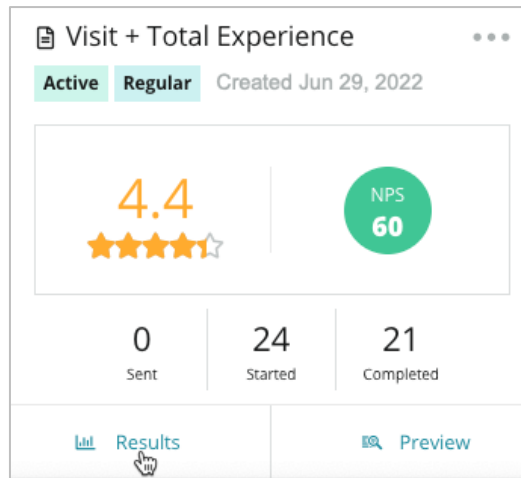 Visit + Total Experience
Active Regular Created Jun 29, 2022
4.4
NPS
60
0 24 21
Sent Started Completed
Results Preview